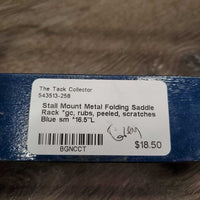 The Tack Collector
543513-258
Stall Mount Metal Folding Saddle
Rack *gc, rubs, peeled, scratches
Blue sm *16.5"L
BGNCCT
$18.50